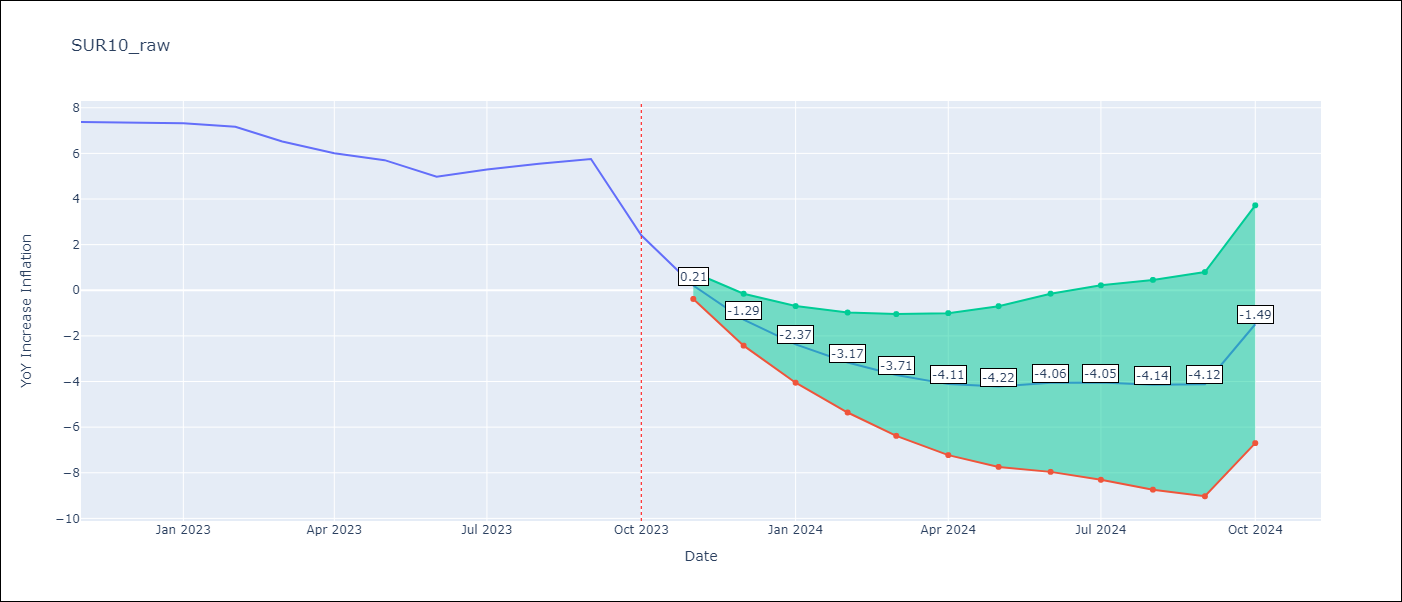 SUR10_raw
YoY Increase Inflation
8
6
4
2
0
−2
−4
−6
−8
−10
0.21
-1.29
-2.37
-3.17
-3.71
-4.11
-4.22
-4.06
-4.05
-4.14
-4.12
-1.49
Jan 2023
Apr 2023
Jul 2023
Oct 2023
Jan 2024
Apr 2024
Jul 2024
Oct 2024
Date